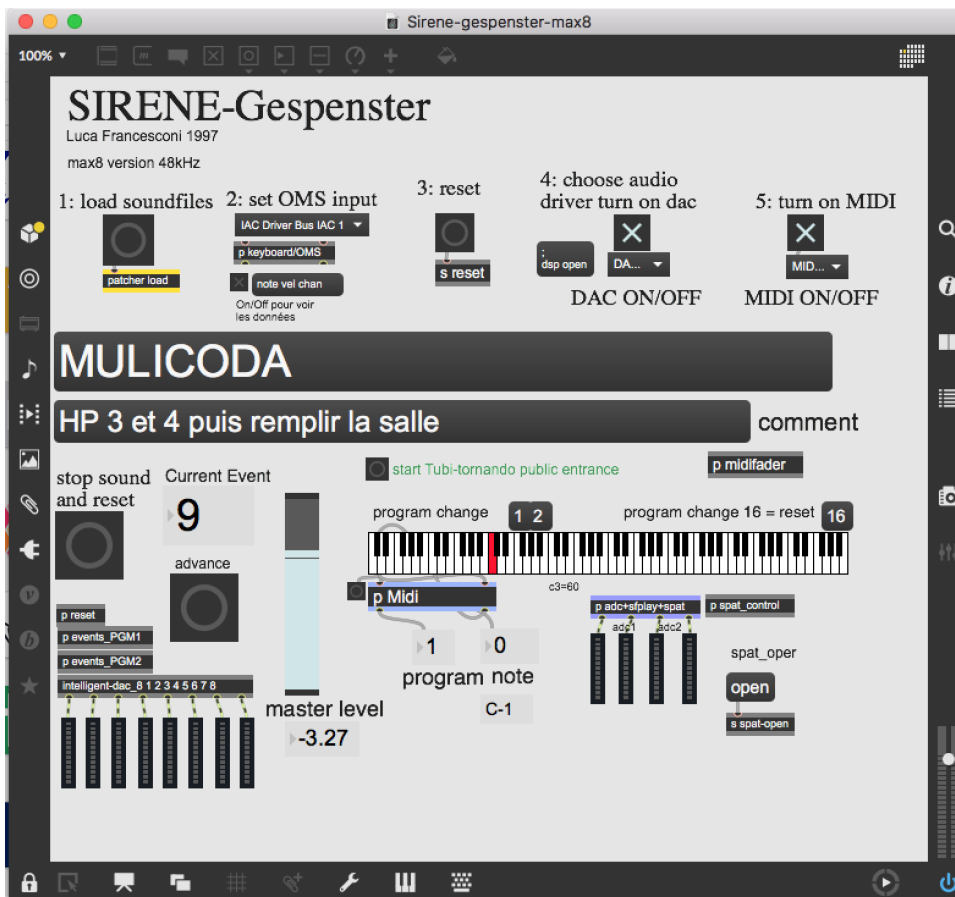 Sirene-gespenster-max8
100%
SIRENE-Gespenster
Luca Francesconi 1997
max8 version 48kHz
1: load soundfiles
patcher load
2: set OMS input
IAC Driver Bus IAC 1
p keyboard/OMS
note vel chan
On/Off pour voir
les données
3: reset
s reset
4: choose audio
driver turn on dac
;
dsp open
DA...
DAC ON/OFF
5: turn on MIDI
MID...
MIDI ON/OFF
MULICODA
HP 3 et 4 puis remplir la salle
comment
stop sound
and reset
Current Event
9
advance
start Tubi-tornando public entrance
p midifader
program change
1 2
program change 16 = reset
16
c3=60
p Midi
1
0
program note
C-1
p reset
p events_PGM1
p events_PGM2
intelligent-dac_8 1 2 3 4 5 6 7 8
master level
-3.27
p adc+sfplay+spat
p spat_control
adc1
adc2
spat_oper
open
s spat-open